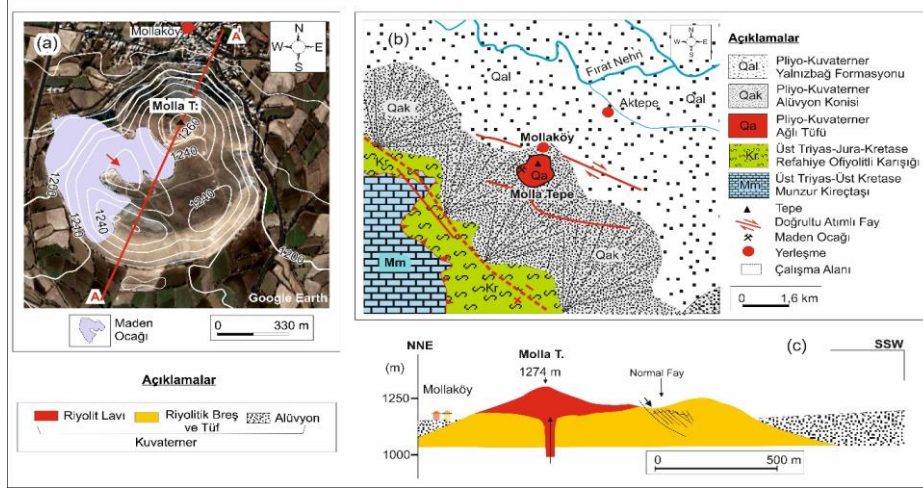 (a)
Mollaköy
A
N
W E
S
Molla T.
1260
1240
1200
1210
1240
1240
1200
A
Google Earth
Maden
Ocağı
0 330 m
Açıklamalar
Riyolit Lavı
Riyolitik Breş
ve Tüf
Alüvyon
Kuvaterner
(b)
N
W E
S
Qal
Fırat Nehri
Qak
Aktepe
Qal
Mollaköy
Kr
Qa
Molla Tepe
Mm
Qak
Kr
Açıklamalar
Qal Pliyo-Kuvaterner
Yalnızbağ Formasyonu
Qak Pliyo-Kuvaterner
Alüvyon Konisi
Qa Pliyo-Kuvaterner
Ağlı Tüfü
Kr Üst Triyas-Jura-Kretase
Refahiye Ofiyolitli Karışığı
Mm Üst Triyas-Üst Kretase
Munzur Kireçtaşı
Tepe
Doğrultu Atımlı Fay
Maden Ocağı
Yerleşme
Çalışma Alanı
0 1,6 km
(c)
NNE
SSW
Molla T.
1274 m
Normal Fay
(m)
Mollaköy
1250
1000
0 500 m